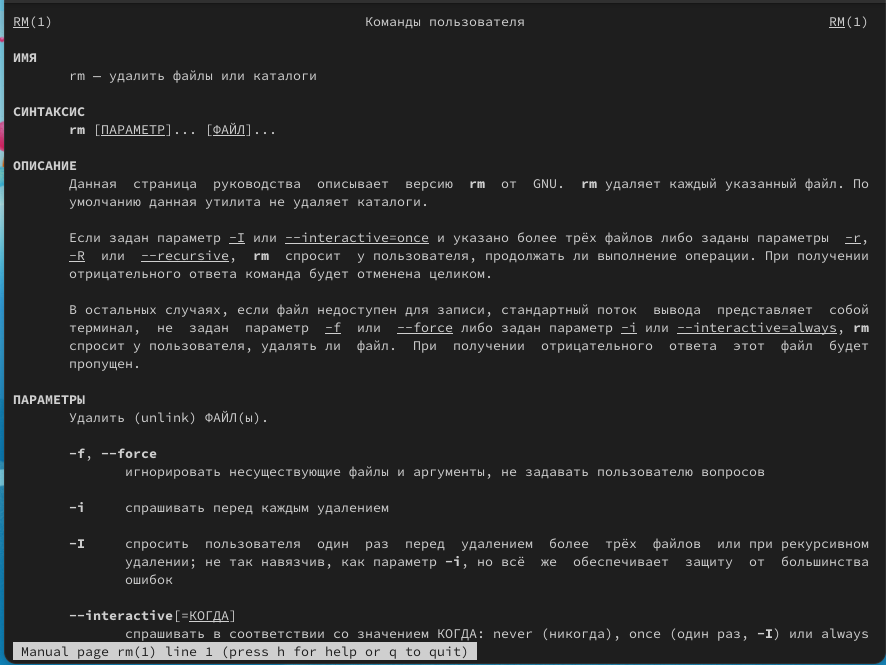 RM(1) Команды пользователя RM(1)
ИМЯ
rm — удалить файлы или каталоги
СИНТАКСИС
rm [ПАРАМЕТР]... [ФАЙЛ]...
ОПИСАНИЕ
Данная страница руководства описывает версию rm от GNU. rm удаляет каждый указанный файл. По
умолчанию данная утилита не удаляет каталоги.
Если задан параметр -I или --interactive=once и указано более трёх файлов либо заданы параметры -r,
-R или --recursive, rm спросит у пользователя, продолжать ли выполнение операции. При получении
отрицательного ответа команда будет отменена целиком.
В остальных случаях, если файл недоступен для записи, стандартный поток вывода представляет собой
терминал, не задан параметр -f или --force либо задан параметр -i или --interactive=always, rm
спросит у пользователя, удалять ли файл. При получении отрицательного ответа этот файл будет
пропущен.
ПАРАМЕТРЫ
Удалить (unlink) ФАЙЛ(ы).
-f, --force
игнорировать несуществующие файлы и аргументы, не задавать пользователю вопросов
-i спрашивать перед каждым удалением
-I спросить пользователя один раз перед удалением более трёх файлов или при рекурсивном
удалении; не так навязчив, как параметр -i, но всё же обеспечивает защиту от большинства
ошибок
--interactive[=КОГДА]
спрашивать в соответствии со значением КОГДА: never (никогда), once (один раз, -I) или always
Manual page rm(1) line 1 (press h for help or q to quit)